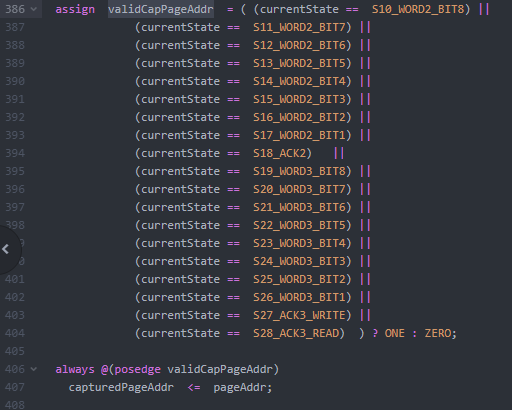 386 assign validCapPageAddr = ( (currentState == S10_WORD2_BIT8) ||
387 (currentState == S11_WORD2_BIT7) ||
388 (currentState == S12_WORD2_BIT6) ||
389 (currentState == S13_WORD2_BIT5) ||
390 (currentState == S14_WORD2_BIT4) ||
391 (currentState == S15_WORD2_BIT3) ||
392 (currentState == S16_WORD2_BIT2) ||
393 (currentState == S17_WORD2_BIT1) ||
394 (currentState == S18_ACK2) ||
395 (currentState == S19_WORD3_BIT8) ||
396 (currentState == S20_WORD3_BIT7) ||
397 (currentState == S21_WORD3_BIT6) ||
398 (currentState == S22_WORD3_BIT5) ||
(currentState == S23_WORD3_BIT4) ||
(currentState == S24_WORD3_BIT3) ||
401 (currentState == S25_WORD3_BIT2) ||
402 (currentState == S26_WORD3_BIT1) ||
403 (currentState == S27_ACK3_WRITE) ||
404 (currentState == S28_ACK3_READ) ) ? ONE : ZERO;
405
406 always @(posedge validCapPageAddr)
407 capturedPageAddr <= pageAddr;
408